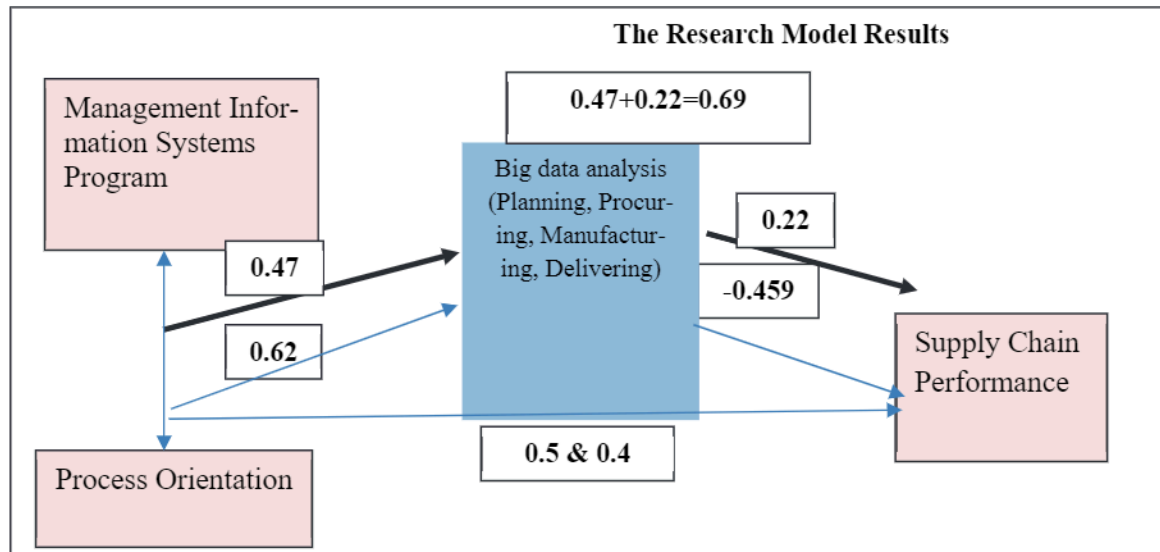 The Research Model Results
Management Infor-
mation Systems
Program
0.47+0.22=0.69
Big data analysis
(Planning, Procur-
ing, Manufactur-
ing, Delivering)
0.22
0.47
-0.459
0.62
Supply Chain
Performance
0.5 & 0.4
Process Orientation